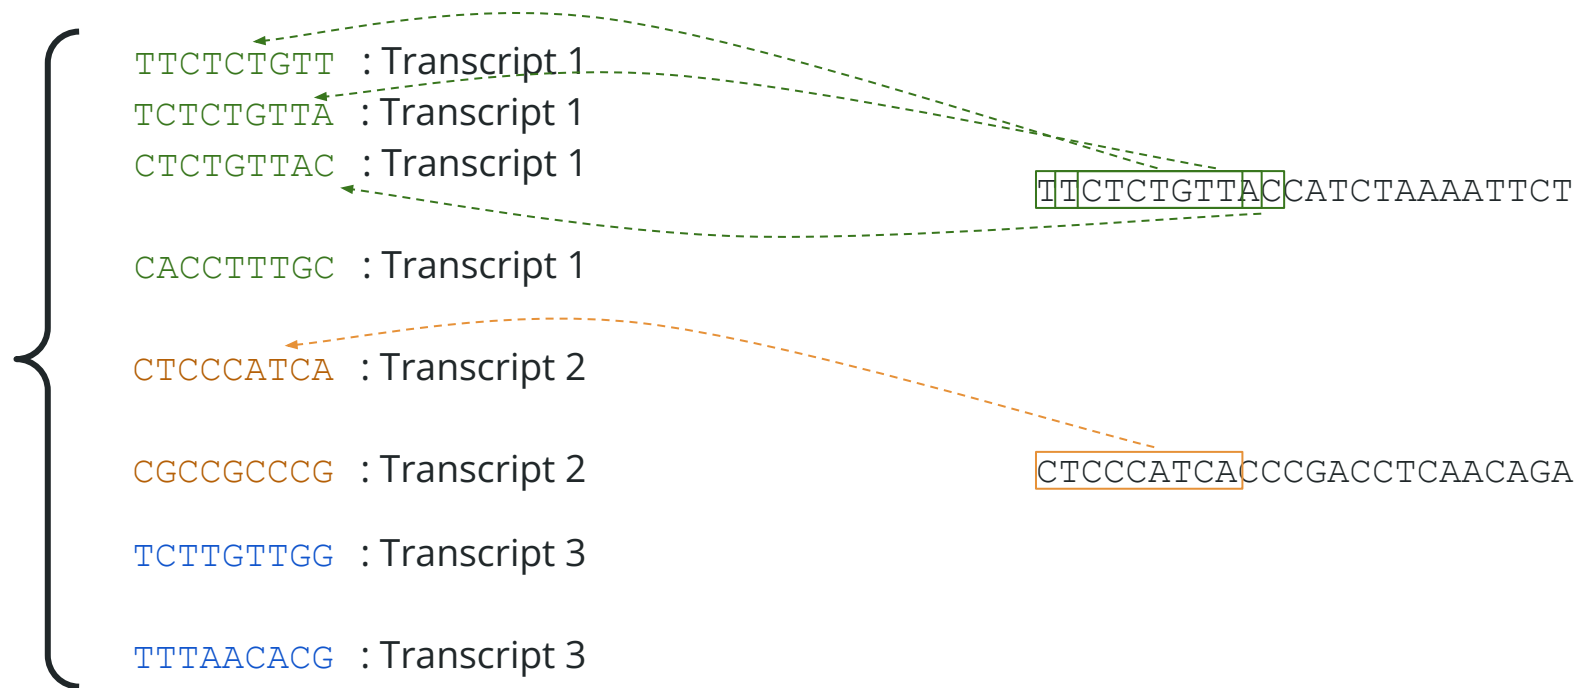 TTCTCTGTT : Transcript 1
TCTCTGTTA : Transcript 1
CTCTGTTAC : Transcript 1
TTCTCTGTTACCATCTAAAATTCT
CACCTTTGC : Transcript 1
CTCCCATCA : Transcript 2
CGCCGCCCG : Transcript 2
CTCCCATCACCCGACCTCAACAGA
TCTTGTTGG : Transcript 3
TTTAACACG : Transcript 3